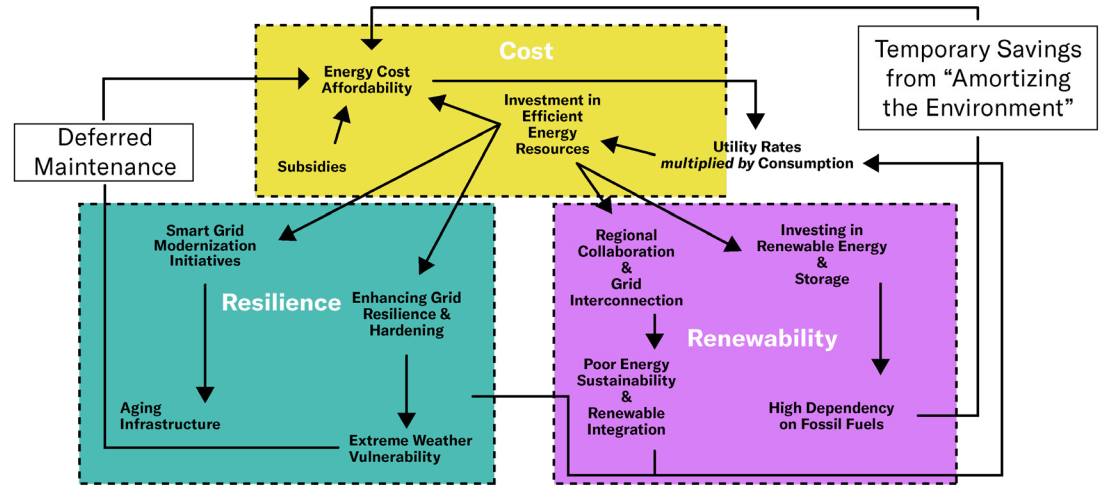 Cost
Energy Cost
Affordability
Investment in
Efficient
Energy
Resources
Subsidies
Utility Rates
multiplied by Consumption
Temporary Savings
from “Amortizing
the Environment”
Deferred
Maintenance
Smart Grid
Modernization
Initiatives
Resilience
Enhancing Grid
Resilience &
Hardening
Aging
Infrastructure
Extreme Weather
Vulnerability
Regional
Collaboration
&
Grid
Interconnection
Investing in
Renewable Energy
&
Storage
Renewability
Poor Energy
Sustainability
&
Renewable
Integration
High Dependency
on Fossil Fuels